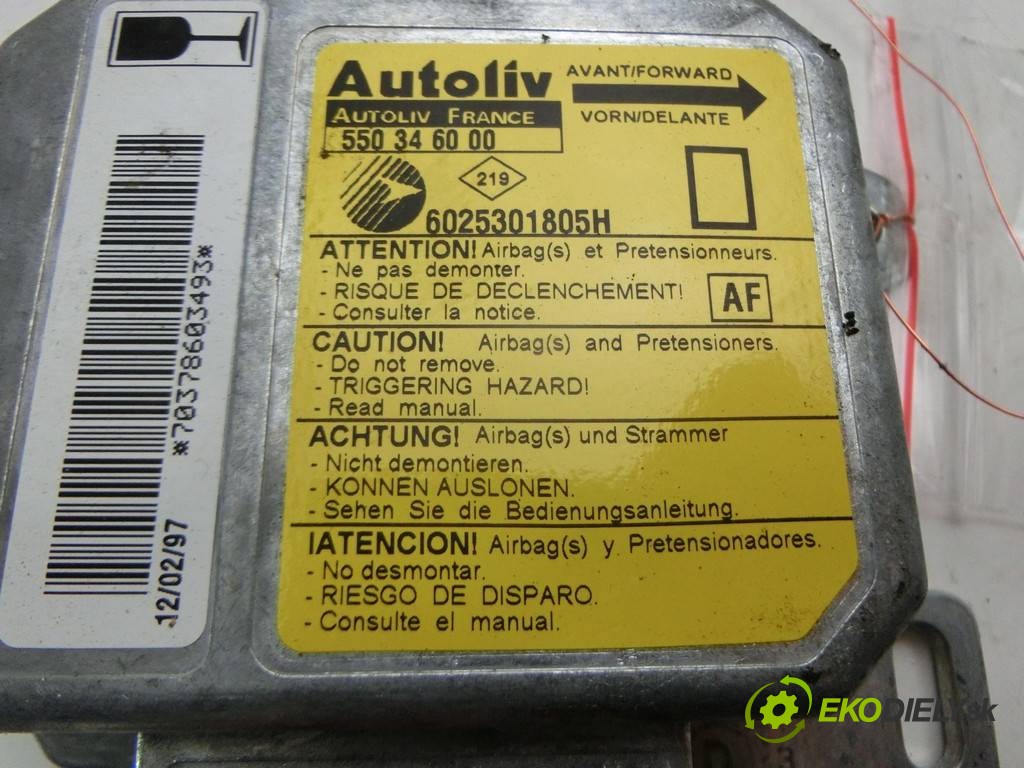 Autoliv
AUTOLIV FRANCE
550 34 60 00
AVANT/FORWARD
VORN/DELANTE
219
6025301805H
ATTENTION! Airbag(s) et Pretensionneurs.
- Ne pas demonter.
- RISQUE DE DECLENCHEMENT!
- Consulter la notice.
AF
CAUTION! Airbag(s) and Pretensioners.
- Do not remove.
- TRIGGERING HAZARD!
- Read manual.
ACHTUNG! Airbag(s) und Strammer
- Nicht demontieren.
- KONNEN AUSLONEN.
- Sehen Sie die Bedienungsanleitung.
IATENCION! Airbag(s) y Pretensionadores.
- No desmontar.
- RIESGO DE DISPARO.
- Consulte el manual.
*70378603493*
12/02/97
EKODIELY.sk